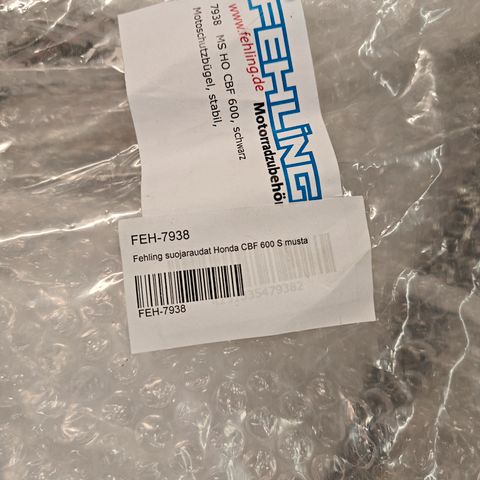 FEHLING
Motorradzubehö
www.fehling.de
7938 MS HO CBF 600, schwarz
Motoschutzbügel, stabil,
FEH-7938
Fehling suojaraudat Honda CBF 600 S musta
FEH-7938